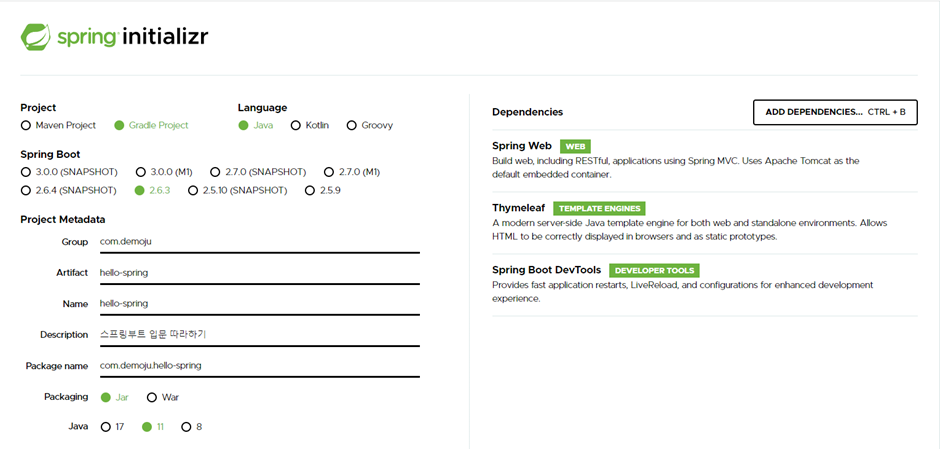 spring initializr
Project
Maven Project Gradle Project
Language
Java Kotlin Groovy
Spring Boot
3.0.0 (SNAPSHOT) 3.0.0 (M1) 2.7.0 (SNAPSHOT) 2.7.0 (M1)
2.6.4 (SNAPSHOT) 2.6.3 2.5.10 (SNAPSHOT) 2.5.9
Project Metadata
Group com.demoju
Artifact hello-spring
Name hello-spring
Description 스프링부트 입문 따라하기
Package name com.demoju.hello-spring
Packaging Jar War
Java 17 11 8
Dependencies
ADD DEPENDENCIES... CTRL + B
Spring Web WEB
Build web, including RESTful, applications using Spring MVC. Uses Apache Tomcat as the
default embedded container.
Thymeleaf TEMPLATE ENGINES
A modern server-side Java template engine for both web and standalone environments. Allows
HTML to be correctly displayed in browsers and as static prototypes.
Spring Boot DevTools DEVELOPER TOOLS
Provides fast application restarts, LiveReload, and configurations for enhanced development
experience.